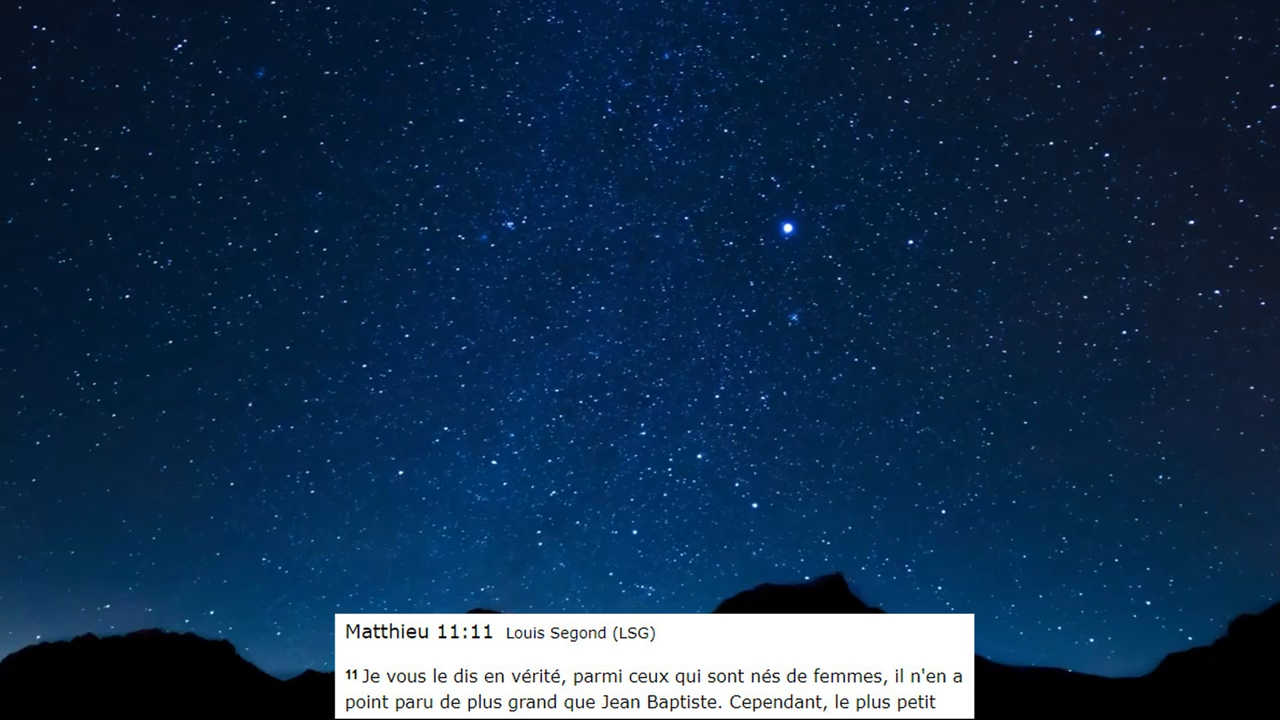 Matthieu 11:11 Louis Segond (LSG)
11 Je vous le dis en vérité, parmi ceux qui sont nés de femmes, il n'en a
point paru de plus grand que Jean Baptiste. Cependant, le plus petit